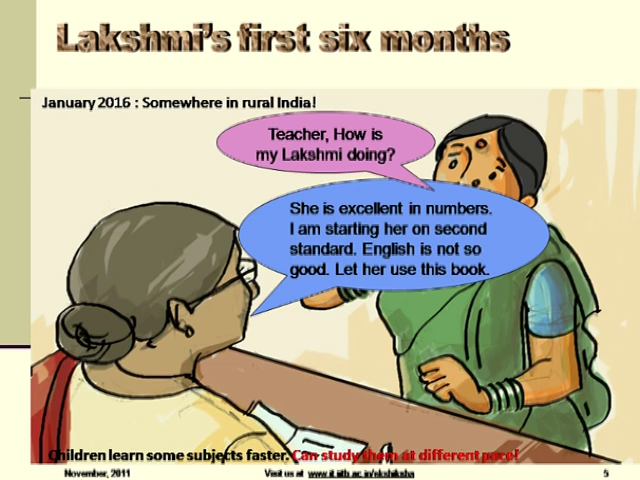 Lakshmi's first six months
January 2016 : Somewhere in rural India!
Teacher, How is
my Lakshmi doing?
She is excellent in numbers.
I am starting her on second
standard. English is not so
good. Let her use this book.
Children learn some subjects faster. Can study them at different pace!
November, 2011 Visit us at www.it.iitb.ac.in/ekshiksha 5